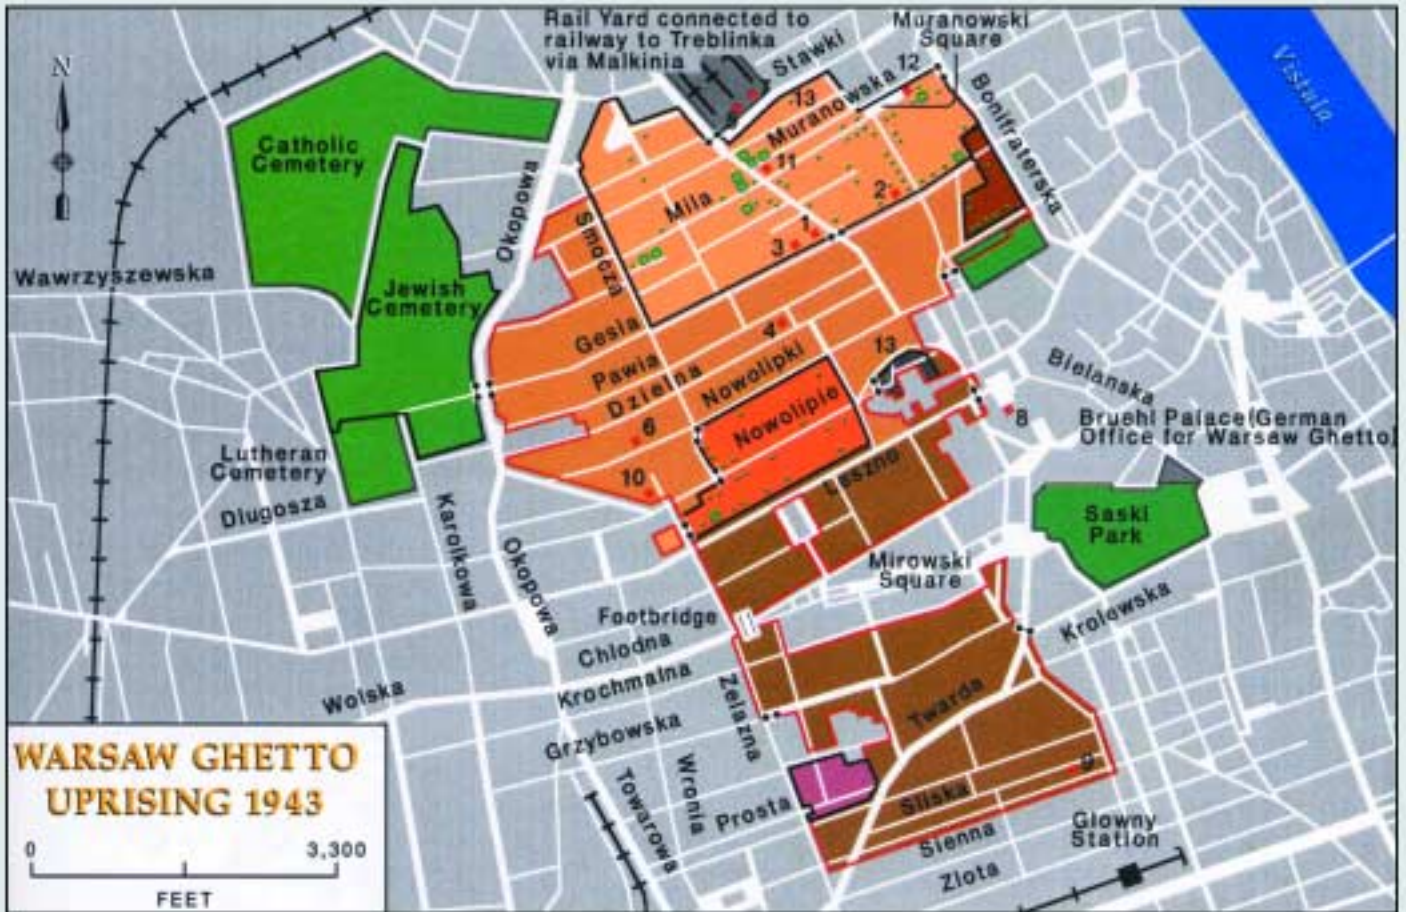 Rail Yard connected to
railway to Treblinka
via Malkinia
Stawki
Muranowski
Square
N
Vistula
12
13
Muranowska
Bonifraterska
Catholic
Cemetery
Okopowa
11
Mila
2
1
3
Smocza
Wawrzyszewska
Jewish
Cemetery
Gesia
4
Pawia
Dzielna
Nowolipki
13
Bielanska
Nowolipie
6
8
Bruehl Palace(German
Office for Warsaw Ghetto)
Lutheran
Cemetery
10
Leszno
Dlugosza
Karolkowa
Okopowa
Saski
Park
Mirowski
Square
Footbridge
Chlodna
Krolewska
Krochmalna
Wolska
Zelazna
Twarda
Grzybowska
Wronia
Towarowa
Prosta
9
Sliska
Sienna
Glowny
Station
Zlota
WARSAW GHETTO
UPRISING 1943
0 3,300
FEET